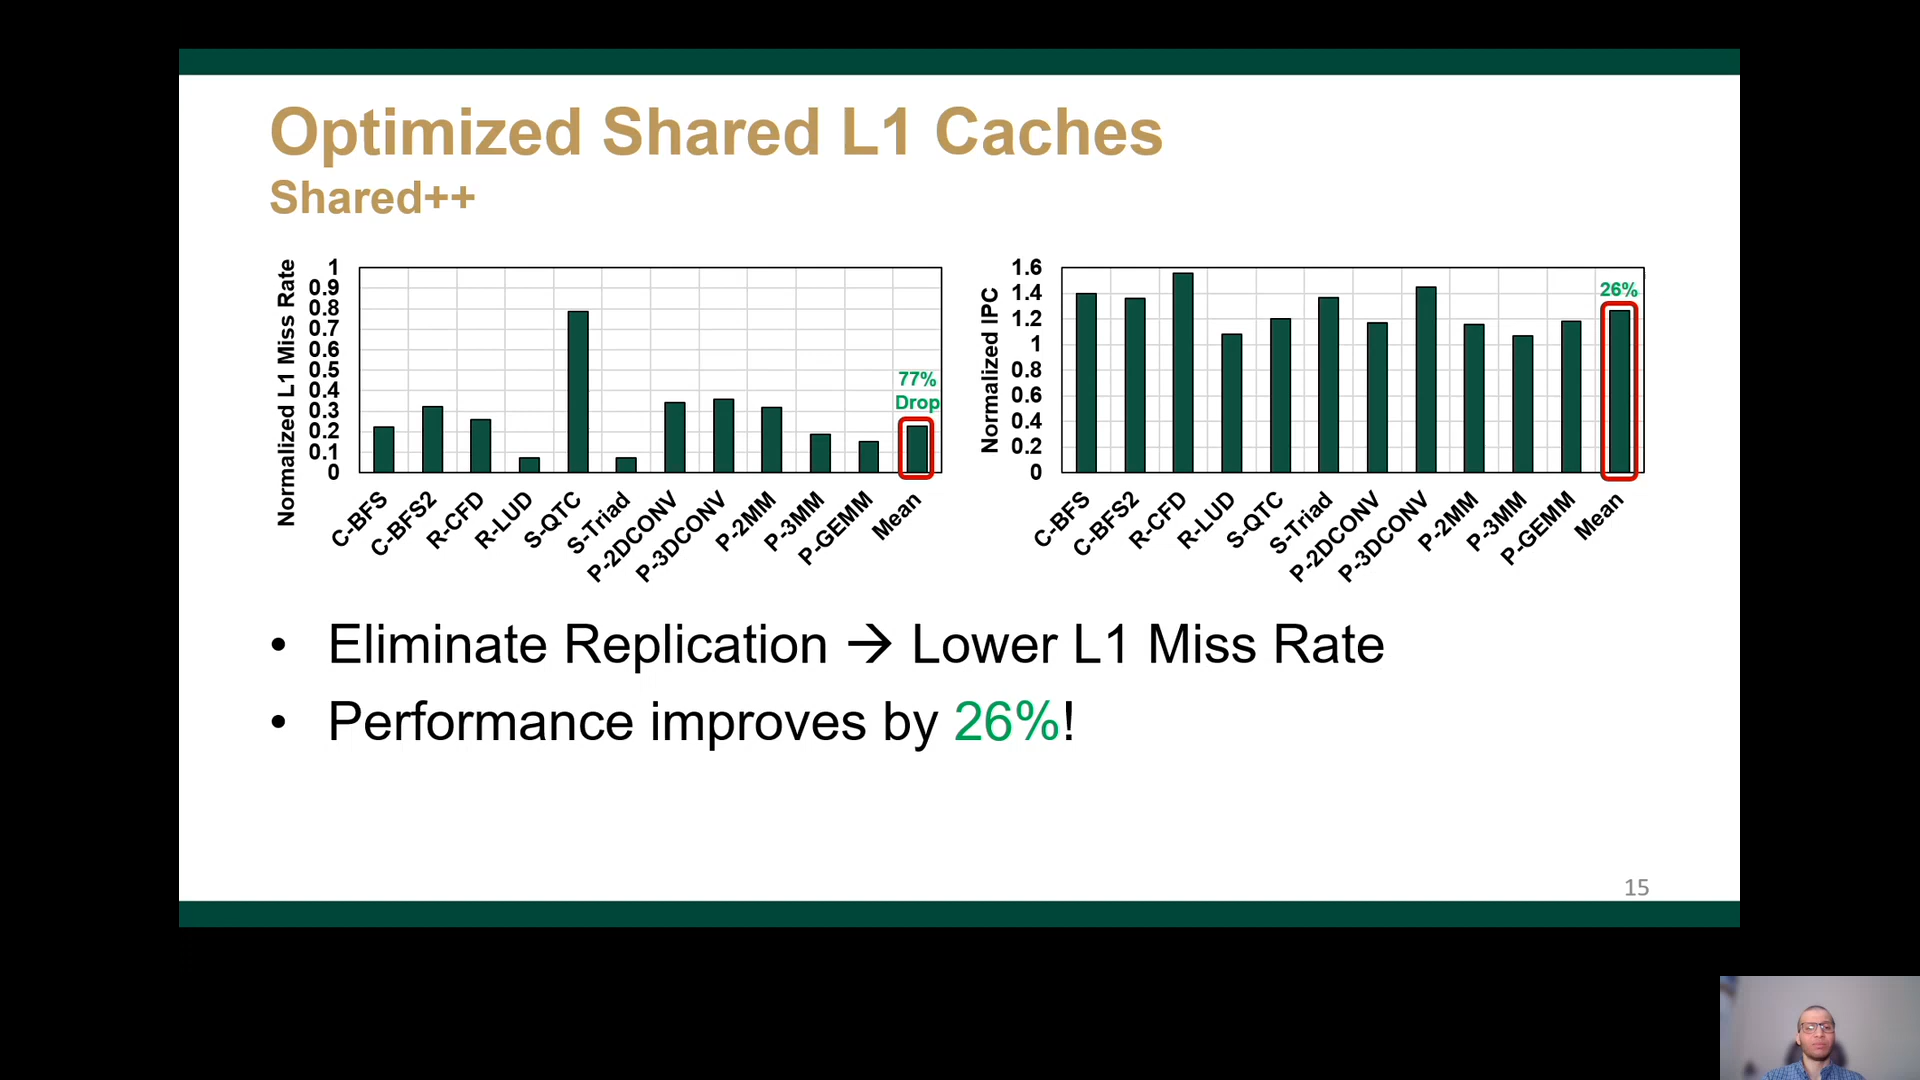 Optimized Shared L1 Caches
Shared++
Normalized L1 Miss Rate
1
0.9
0.8
0.7
0.6
0.5
0.4
0.3
0.2
0.1
0
77%
Drop
C-BFS
C-BFS2
R-CFD
R-LUD
S-QTC
S-Triad
P-2DCONV
P-3DCONV
P-2MM
P-3MM
P-GEMM
Mean
Normalized IPC
1.6
1.4
1.2
1
0.8
0.6
0.4
0.2
0
26%
C-BFS
C-BFS2
R-CFD
R-LUD
S-QTC
S-Triad
P-2DCONV
P-3DCONV
P-2MM
P-3MM
P-GEMM
Mean
• Eliminate Replication → Lower L1 Miss Rate
• Performance improves by 26%!
15